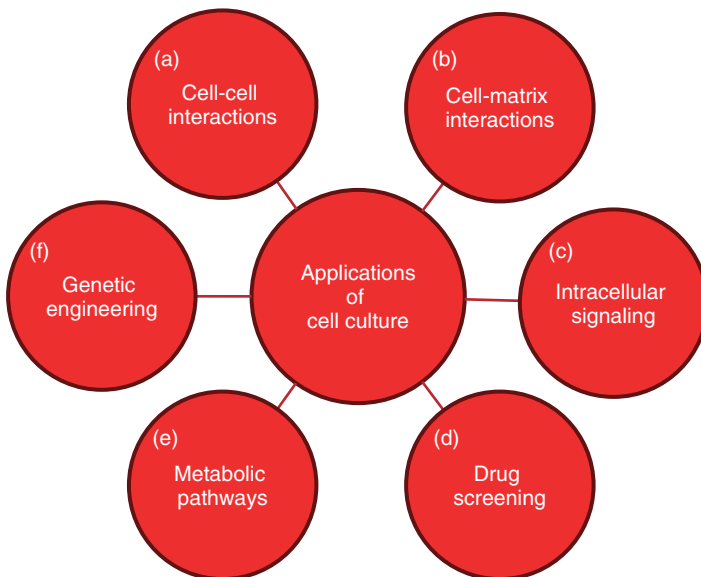 (a)
Cell-cell
interactions
(b)
Cell-matrix
interactions
(c)
Intracellular
signaling
(d)
Drug
screening
(e)
Metabolic
pathways
(f)
Genetic
engineering
Applications
of
cell culture